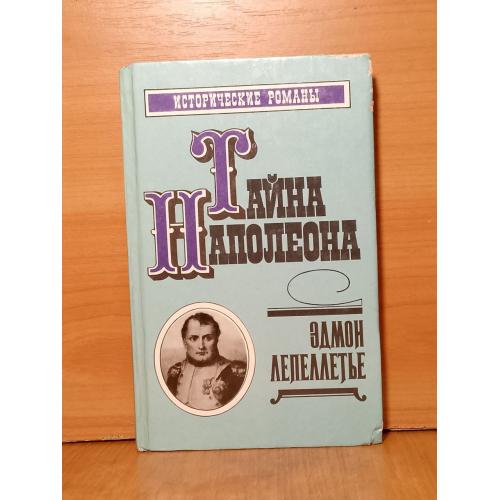 ИСТОРИЧЕСКИЕ РОМАНЫ
ТАЙНА
НАПОЛЕОНА
ЭДМОН
ЛЕПЕЛЛЕТЬЕ